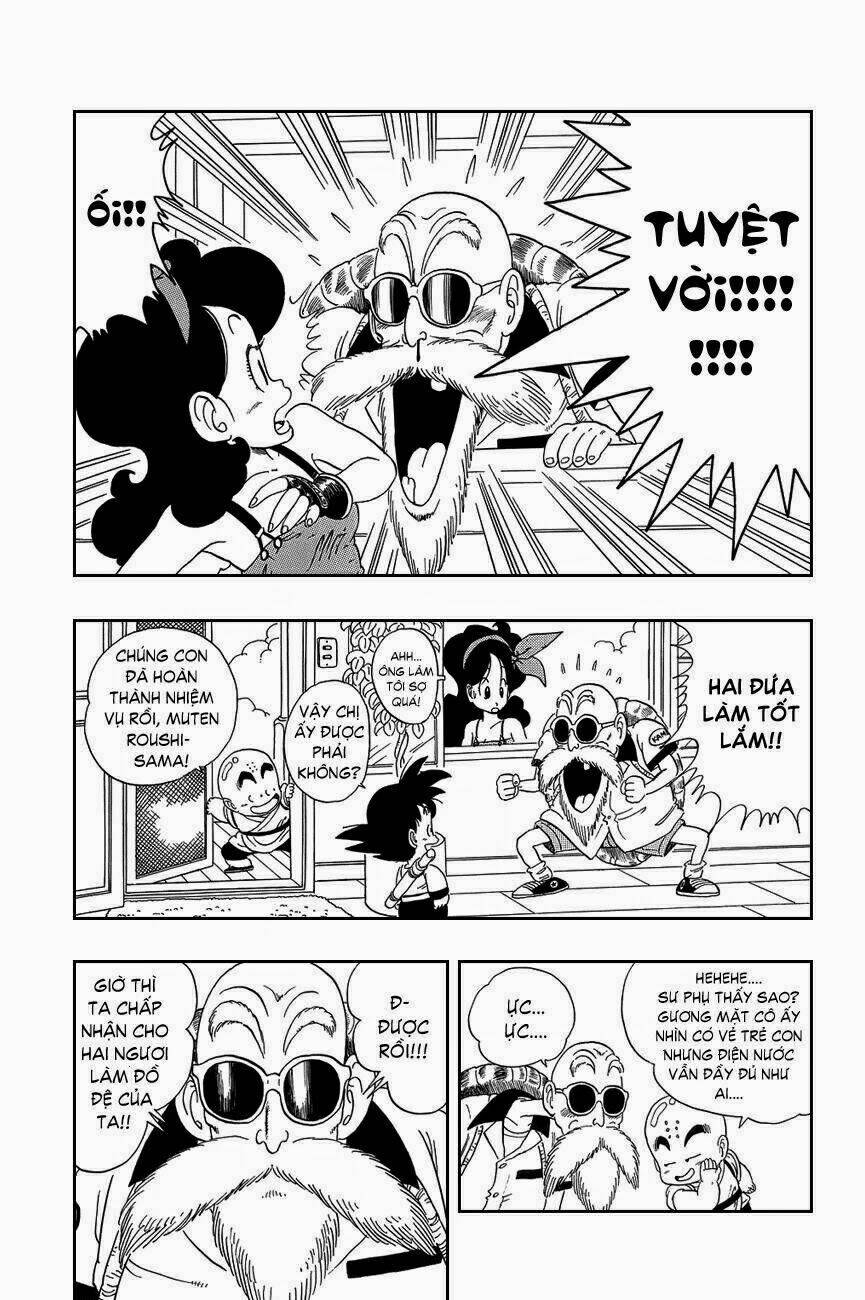 ỐI!!
TUYỆT
VỜI!!!!
!!!!
CHÚNG CON
ĐÃ HOÀN
THÀNH NHIỆM
VỤ RỒI, MUTEN
ROUSHI-
SAMA!
VẬY CHỊ
ẤY ĐƯỢC
PHẢI
KHÔNG?
AHH...
ÔNG LÀM
TÔI SỢ
QUÁ!
HAI ĐỨA
LÀM TỐT
LẮM!!
GIỜ THÌ
TA CHẤP
NHẬN CHO
HAI NGƯƠI
LÀM ĐỒ
ĐỆ CỦA
TA!!
Đ-
ĐƯỢC
RỒI!!!
ỰC...
ỰC....
HEHEHE....
SƯ PHỤ THẤY SAO?
GƯƠNG MẶT CÔ ẤY
NHÌN CÓ VẺ TRẺ CON
NHƯNG ĐIỆN NƯỚC
VẪN ĐẦY ĐỦ NHƯ
AI....